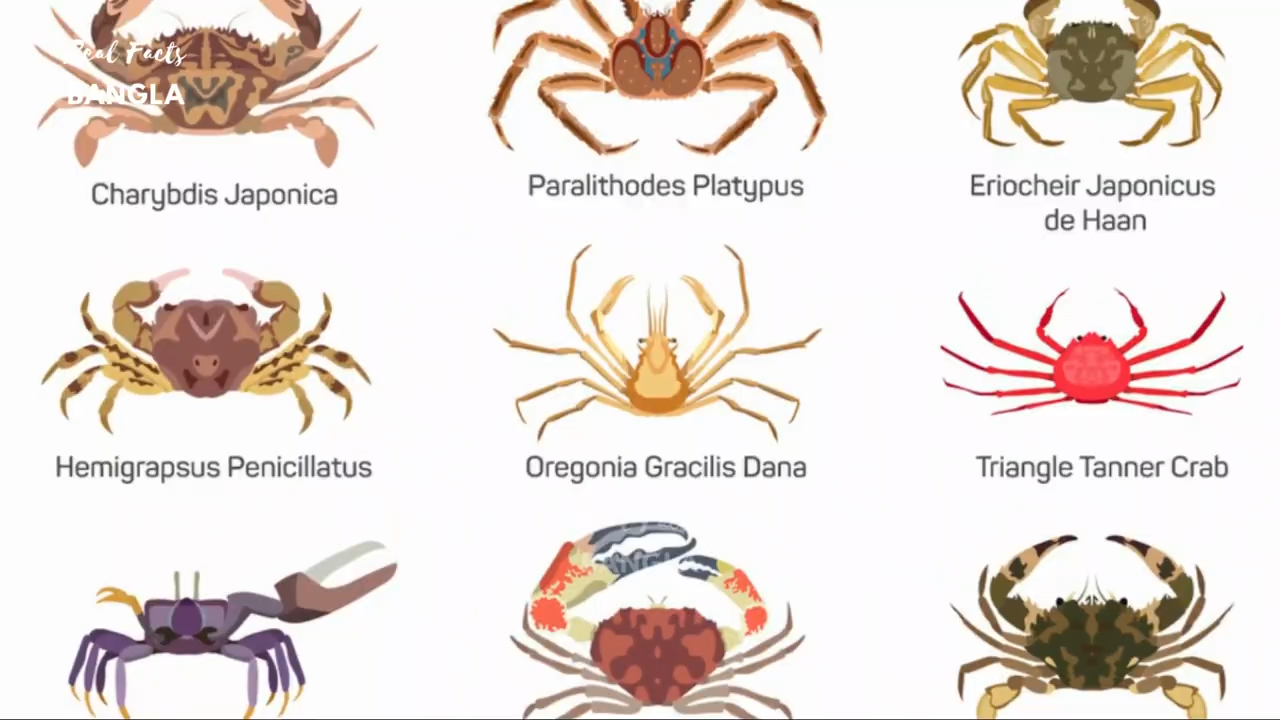 Real Facts
BANGLA
Charybdis Japonica
Paralithodes Platypus
Eriocheir Japonicus
de Haan
Hemigrapsus Penicillatus
Oregonia Gracilis Dana
Triangle Tanner Crab